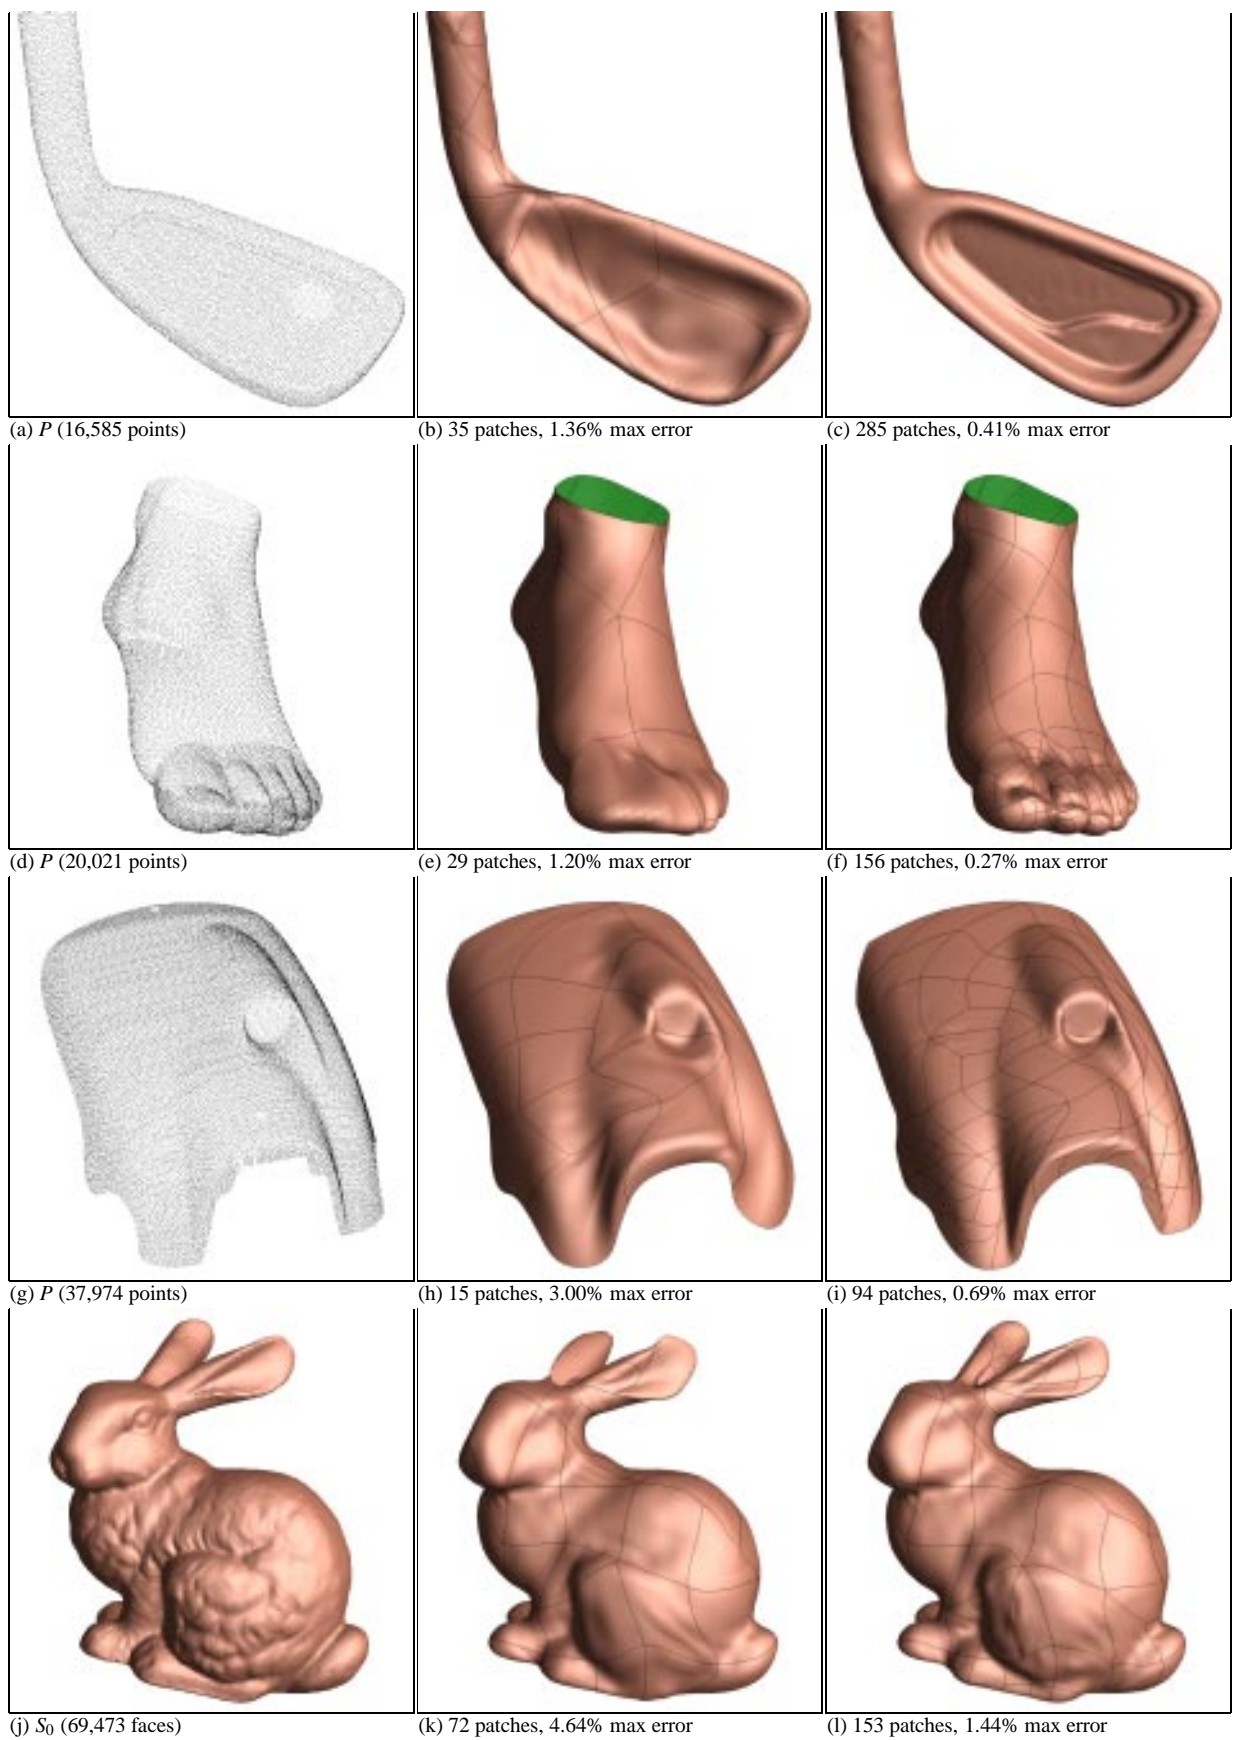 (a) P (16,585 points)
(b) 35 patches, 1.36% max error
(c) 285 patches, 0.41% max error
(d) P (20,021 points)
(e) 29 patches, 1.20% max error
(f) 156 patches, 0.27% max error
(g) P (37,974 points)
(h) 15 patches, 3.00% max error
(i) 94 patches, 0.69% max error
(j) S0 (69,473 faces)
(k) 72 patches, 4.64% max error
(l) 153 patches, 1.44% max error